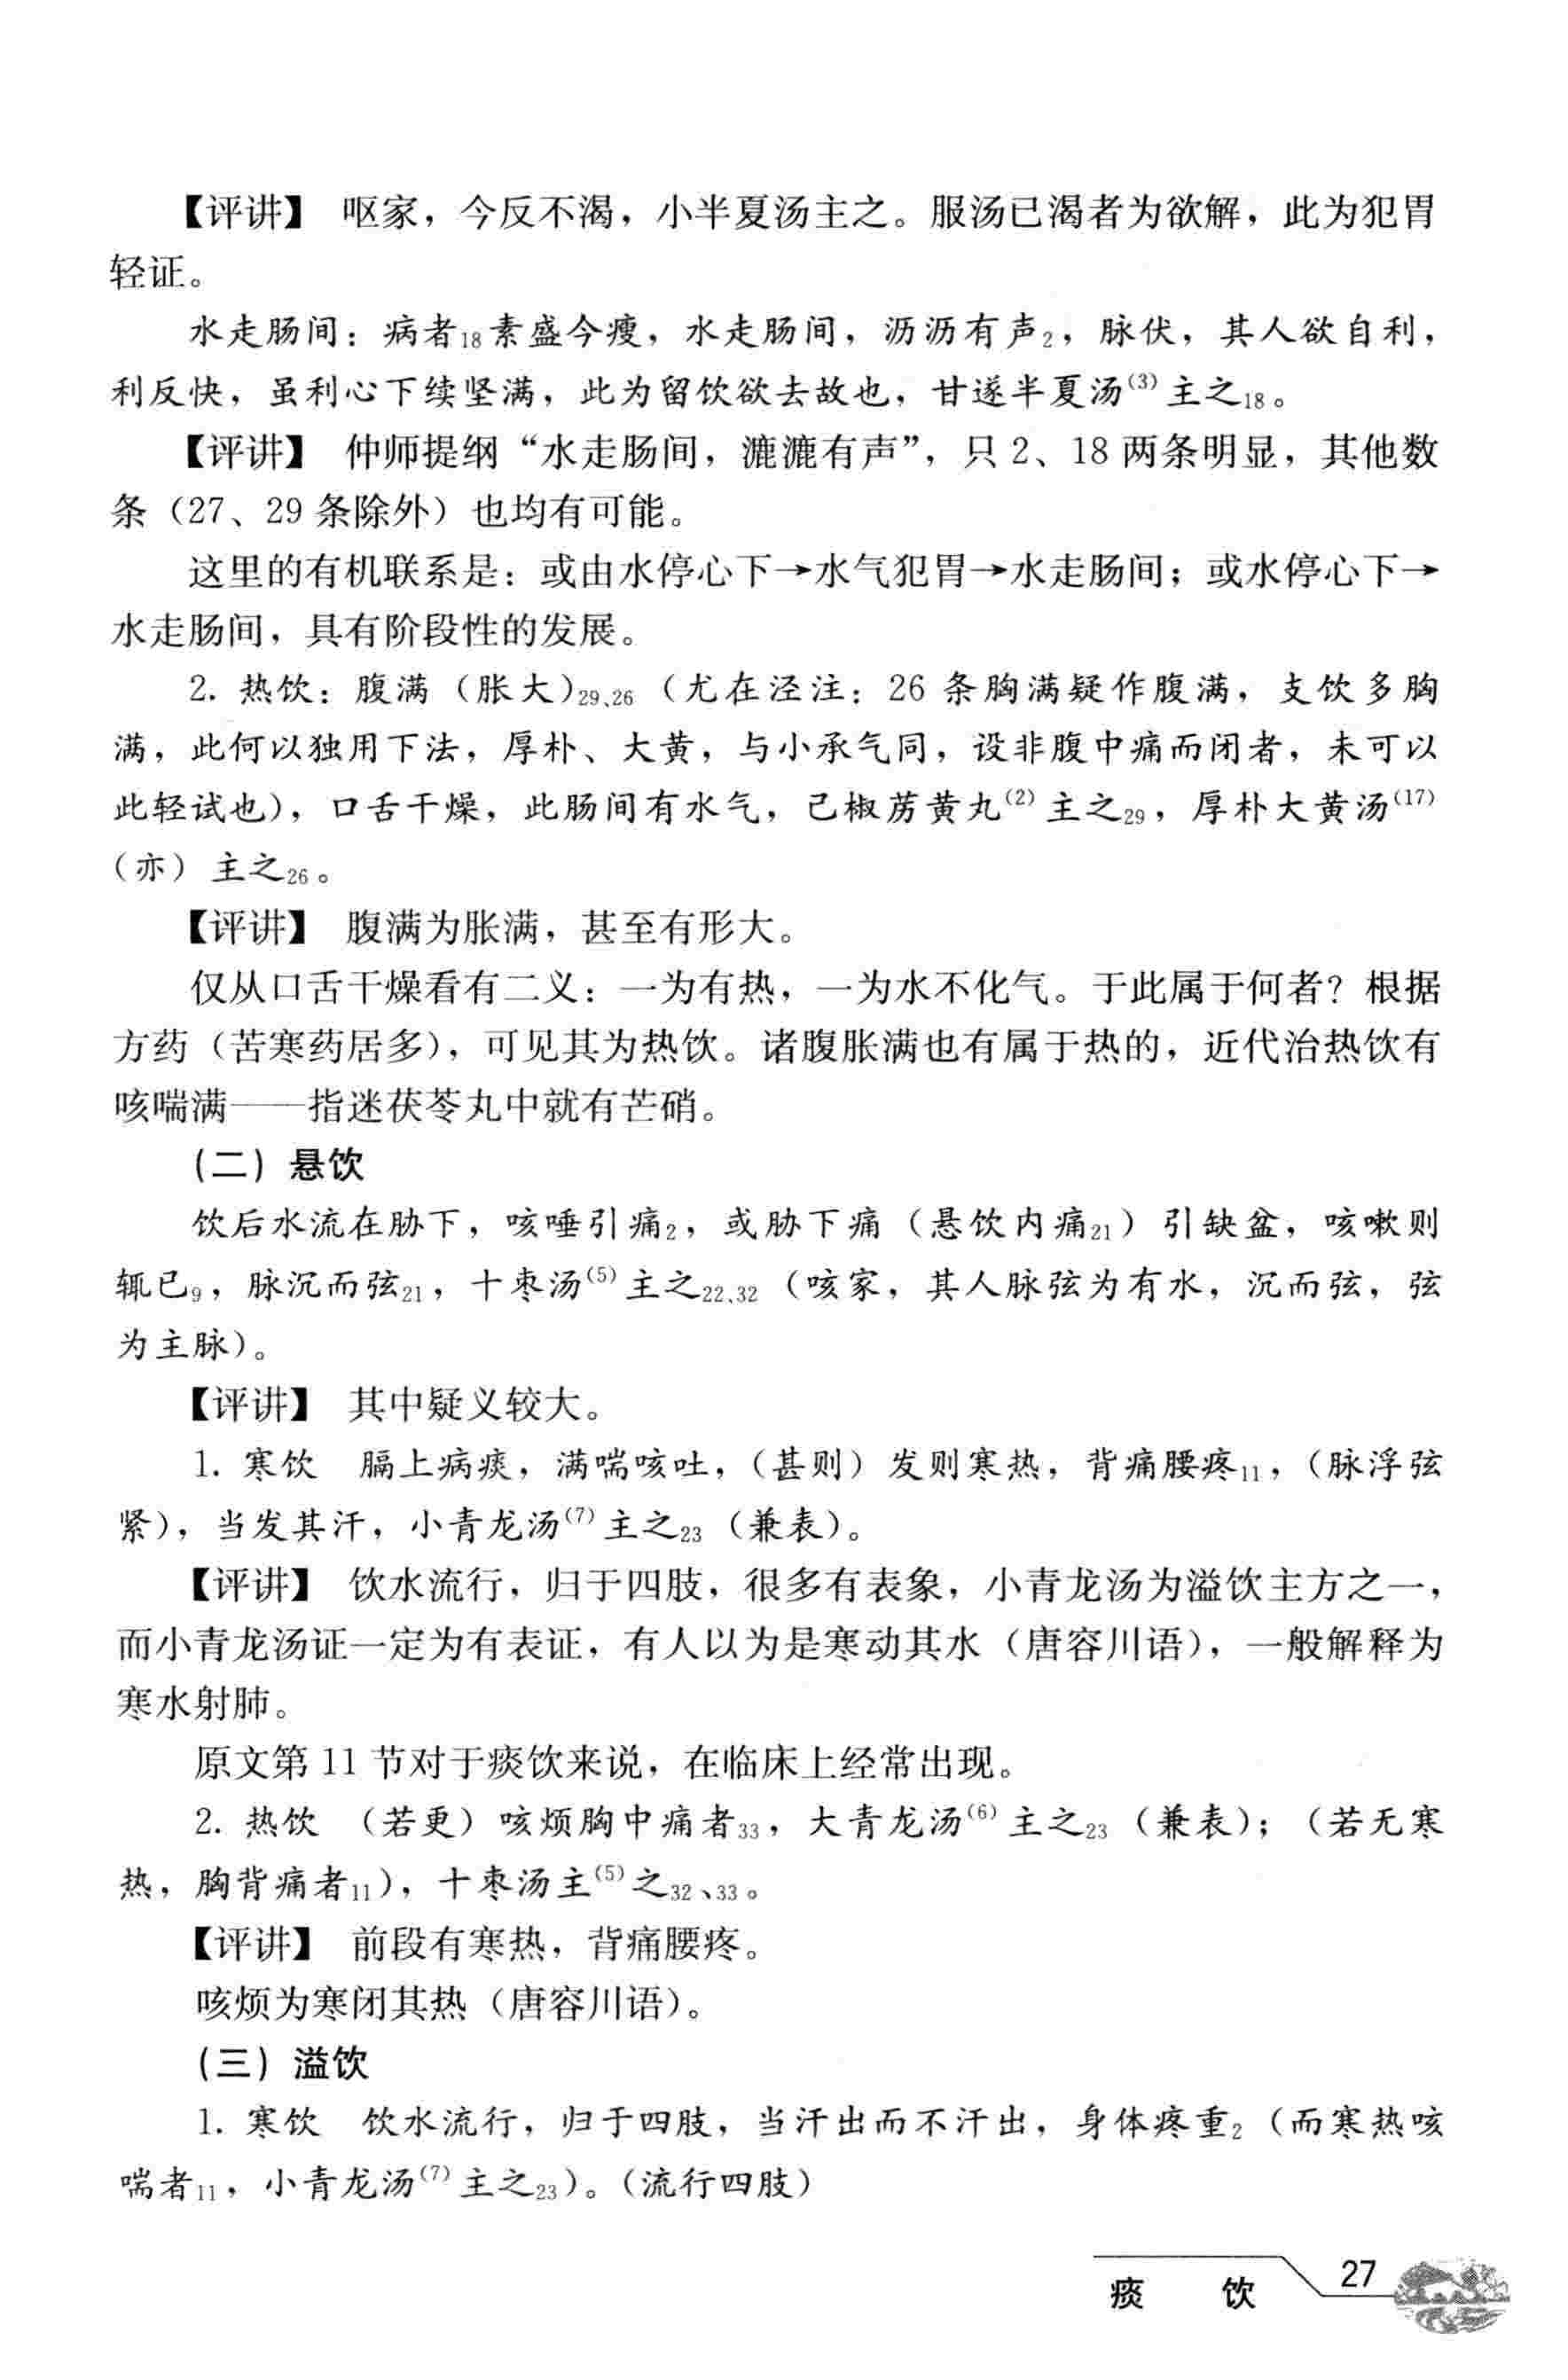 【评讲】 呕家，今反不渴，小半夏汤主之。服汤已渴者为欲解，此为犯胃
轻证。
水走肠间：病者18素盛今瘦，水走肠间，沥沥有声2，脉伏，其人欲自利，
利反快，虽利心下续坚满，此为留饮欲去故也，甘遂半夏汤(3)主之18。
【评讲】 仲师提纲“水走肠间，漉漉有声”，只 2、18 两条明显，其他数
条（27、29 条除外）也均有可能。
这里的有机联系是：或由水停心下→水气犯胃→水走肠间；或水停心下→
水走肠间，具有阶段性的发展。
2. 热饮：腹满（胀大）29、26（尤在泾注：26 条胸满疑作腹满，支饮多胸
满，此何以独用下法，厚朴、大黄，与小承气同，设非腹中痛而闭者，未可以
此轻试也），口舌干燥，此肠间有水气，己椒苈黄丸(2)主之29，厚朴大黄汤(17)
（亦）主之26。
【评讲】 腹满为胀满，甚至有形大。
仅从口舌干燥看有二义：一为有热，一为水不化气。于此属于何者？根据
方药（苦寒药居多），可见其为热饮。诸腹胀满也有属于热的，近代治热饮有
咳喘满——指迷茯苓丸中就有芒硝。
（二）悬饮
饮后水流在胁下，咳唾引痛2，或胁下痛（悬饮内痛21）引缺盆，咳嗽则
辄已9，脉沉而弦21，十枣汤(5)主之22、32（咳家，其人脉弦为有水，沉而弦，弦
为主脉）。
【评讲】 其中疑义较大。
1. 寒饮 膈上病痰，满喘咳吐，（甚则）发则寒热，背痛腰疼11，（脉浮弦
紧），当发其汗，小青龙汤(7)主之23（兼表）。
【评讲】 饮水流行，归于四肢，很多有表象，小青龙汤为溢饮主方之一，
而小青龙汤证一定为有表证，有人以为是寒动其水（唐容川语），一般解释为
寒水射肺。
原文第 11 节对于痰饮来说，在临床上经常出现。
2. 热饮 （若更）咳烦胸中痛者33，大青龙汤(6)主之23（兼表）；（若无寒
热，胸背痛者11），十枣汤主(5)之32、33。
【评讲】 前段有寒热，背痛腰疼。
咳烦为寒闭其热（唐容川语）。
（三）溢饮
1. 寒饮 饮水流行，归于四肢，当汗出而不汗出，身体疼重2（而寒热咳
喘者11，小青龙汤(7)主之23）。（流行四肢）
痰 饮 27